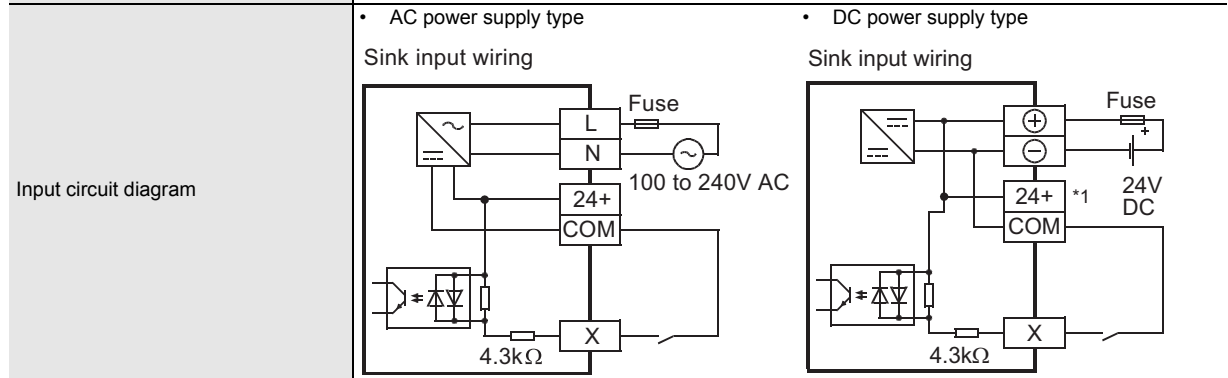 Input circuit diagram
• AC power supply type
Sink input wiring
L
Fuse
N
100 to 240V AC
24+
COM
X
4.3kΩ
• DC power supply type
Sink input wiring
+
Fuse
+
−
24+
*1
24V
DC
COM
X
4.3kΩ